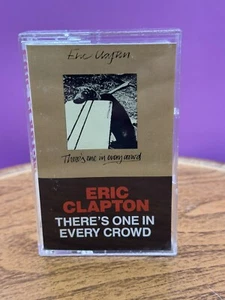 Eric Clapton
There's one in every crowd
ERIC
CLAPTON
THERE'S ONE IN
EVERY CROWD